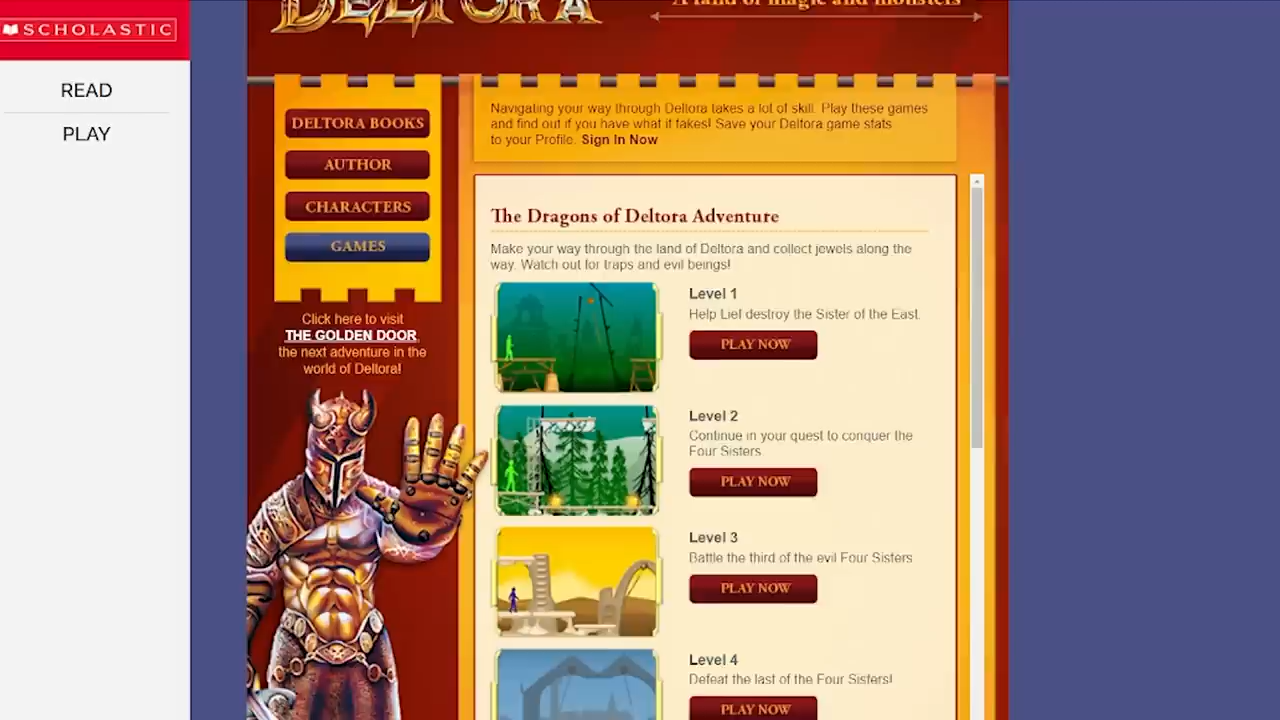 DELTORA
A land of magic and monsters
SCHOLASTIC
READ
PLAY
DELTORA BOOKS
AUTHOR
CHARACTERS
GAMES
Click here to visit
THE GOLDEN DOOR,
the next adventure in the
world of Deltora!
Navigating your way through Deltora takes a lot of skill. Play these games
and find out if you have what it takes! Save your Deltora game stats
to your Profile. Sign In Now
The Dragons of Deltora Adventure
Make your way through the land of Deltora and collect jewels along the
way. Watch out for traps and evil beings!
Level 1
Help Lief destroy the Sister of the East.
PLAY NOW
Level 2
Continue in your quest to conquer the
Four Sisters
PLAY NOW
Level 3
Battle the third of the evil Four Sisters
PLAY NOW
Level 4
Defeat the last of the Four Sisters!
PLAY NOW